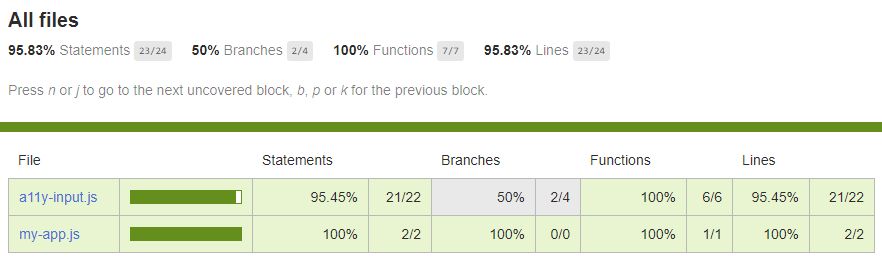 All files
95.83% Statements 23/24 50% Branches 2/4 100% Functions 7/7 95.83% Lines 23/24
Press n or j to go to the next uncovered block, b, p or k for the previous block.
File Statements Branches Functions Lines
a11y-input.js 95.45% 21/22 50% 2/4 100% 6/6 95.45% 21/22
my-app.js 100% 2/2 100% 0/0 100% 1/1 100% 2/2